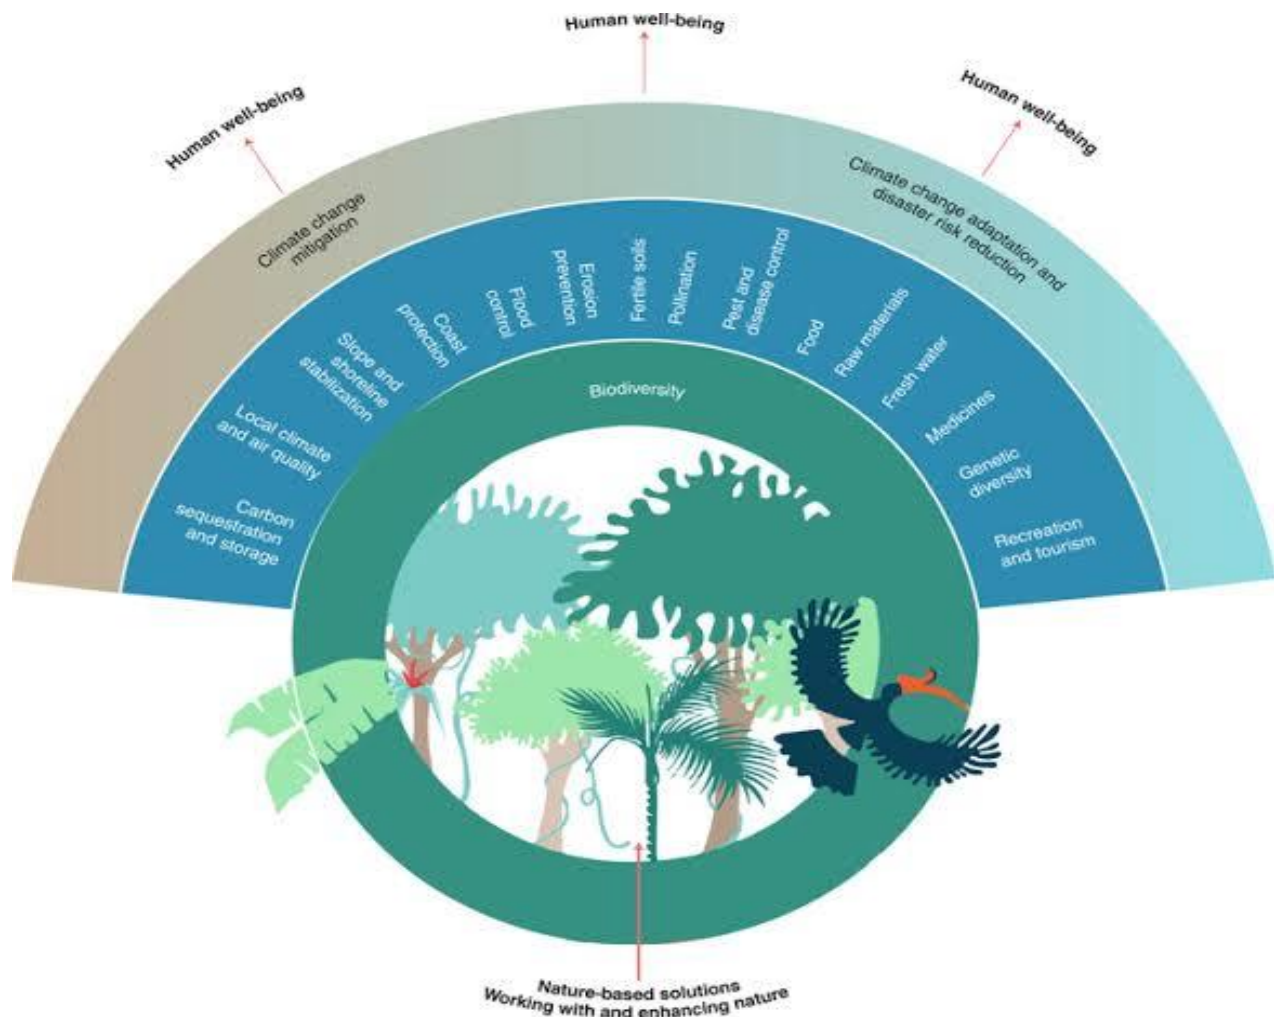 Human well-being
Human well-being
Human well-being
Climate change
mitigation
Climate change adaptation and
disaster risk reduction
Carbon
sequestration
and storage
Local climate
and air quality
Slope and
shoreline
stabilization
Coast
protection
Flood
control
Erosion
prevention
Fertile soils
Pollination
Pest and
disease control
Food
Raw materials
Fresh water
Medicines
Genetic
diversity
Recreation
and tourism
Biodiversity
Nature-based solutions
Working with and enhancing nature